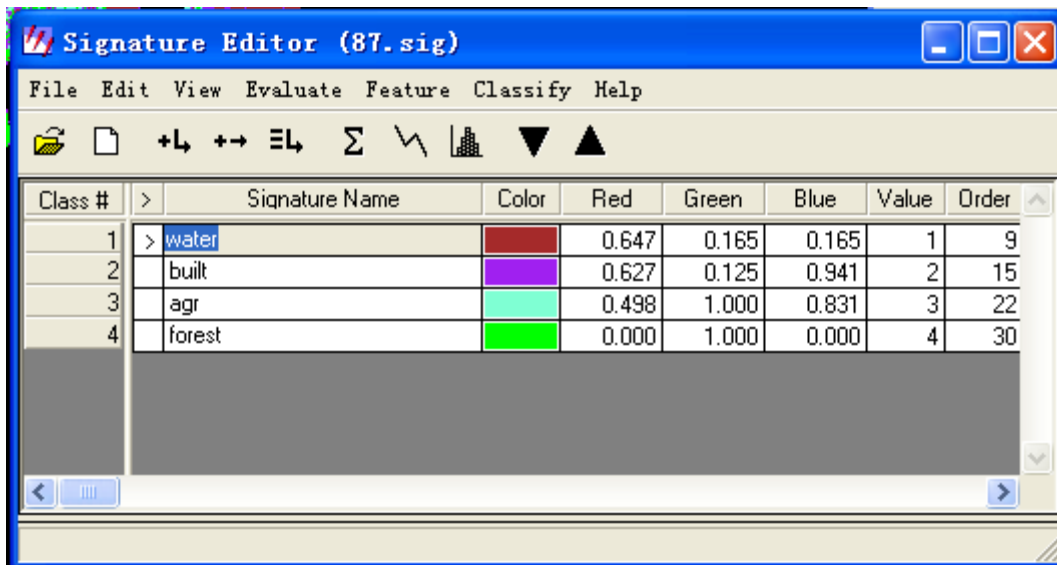 Signature Editor (87.sig)
File Edit View Evaluate Feature Classify Help
Class # > Signature Name Color Red Green Blue Value Order
1 > water 0.647 0.165 0.165 1 9
2 built 0.627 0.125 0.941 2 15
3 agr 0.498 1.000 0.831 3 22
4 forest 0.000 1.000 0.000 4 30